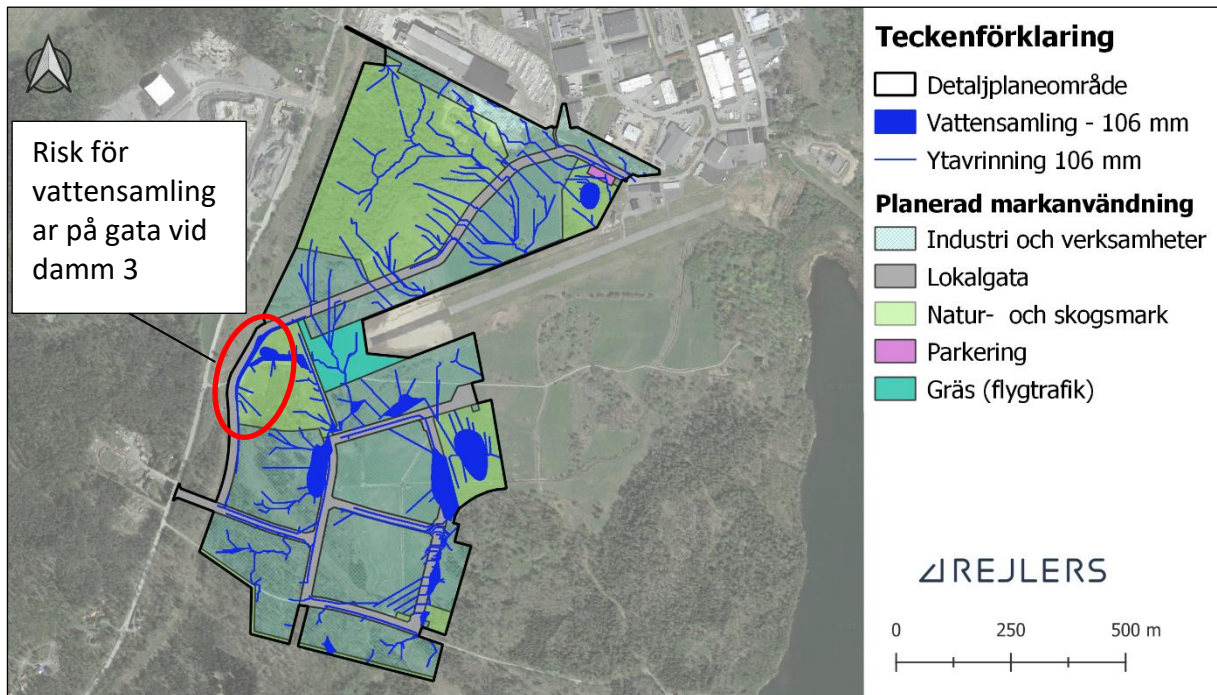 Risk för
vattensamling
ar på gata vid
damm 3
Teckenförklaring
Detaljplaneområde
Vattensamling - 106 mm
Ytavrinning 106 mm
Planerad markanvändning
Industri och verksamheter
Lokalgata
Natur- och skogsmark
Parkering
Gräs (flygtrafik)
REJLERS
0 250 500 m